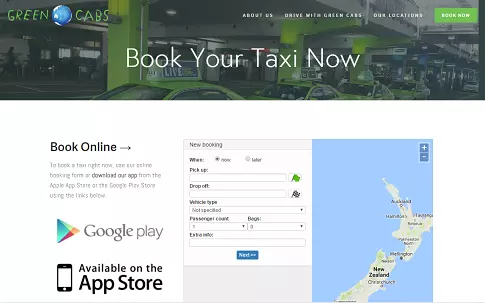 GREEN CABS
ABOUT US
DRIVE WITH GREEN CABS
OUR LOCATIONS
BOOK NOW
Book Your Taxi Now
Book Online →
To book a taxi right now, use our online
booking form or download our app from the
Apple App Store or the Google Play Store
using the links below.
Google play
Available on the
App Store
New booking
When:
now
later
Pick up:
Drop off:
Vehicle type
Not specified
Passenger count:
Bags:
1
0
Extra info:
Next >>
+
−
Auckland
Hamilton
Tauranga
Wellington
New
Zealand
Christchurch